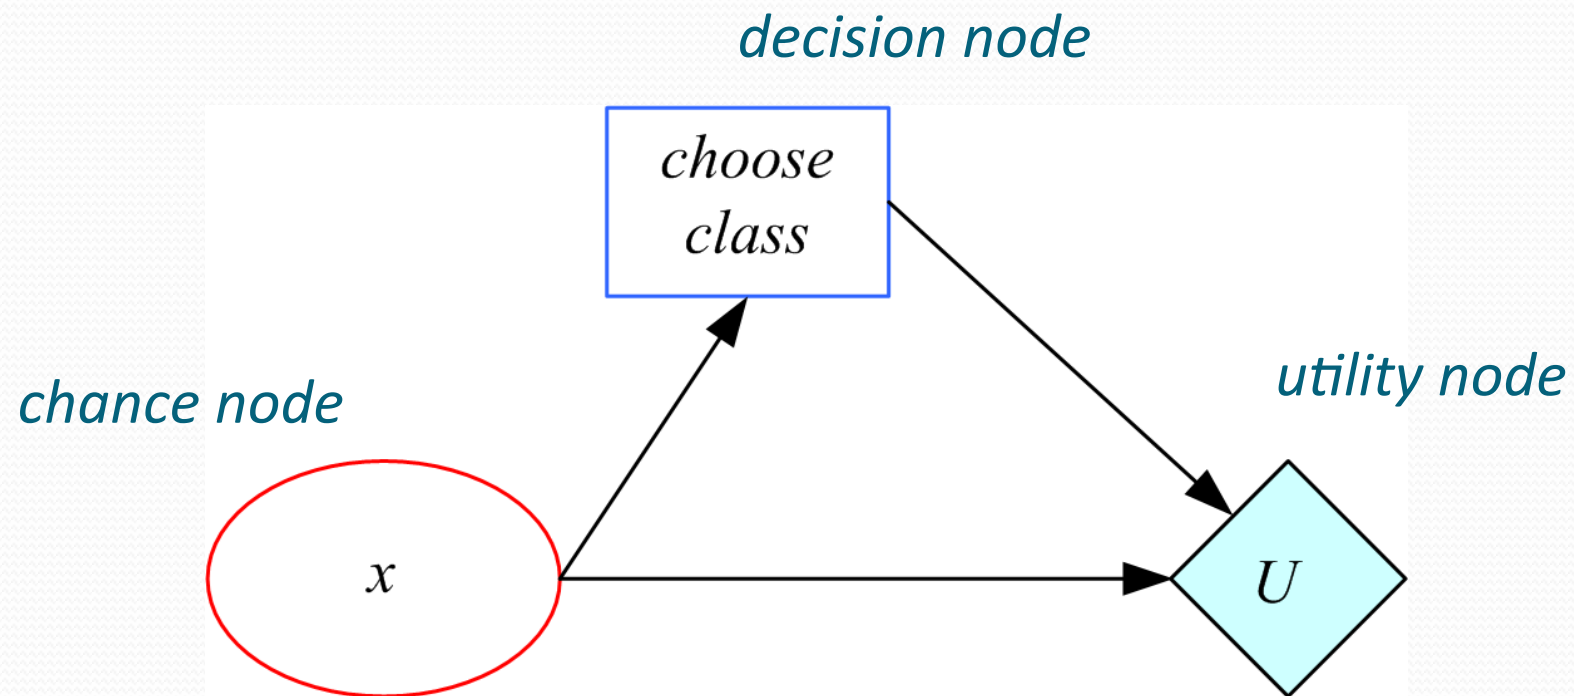 decision node
choose
class
chance node
utility node
x
U